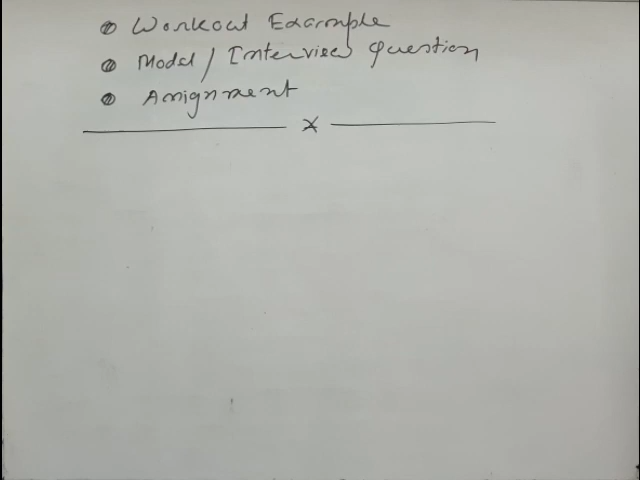 • Workout Example
• Model / Interview Question
• Assignment
x